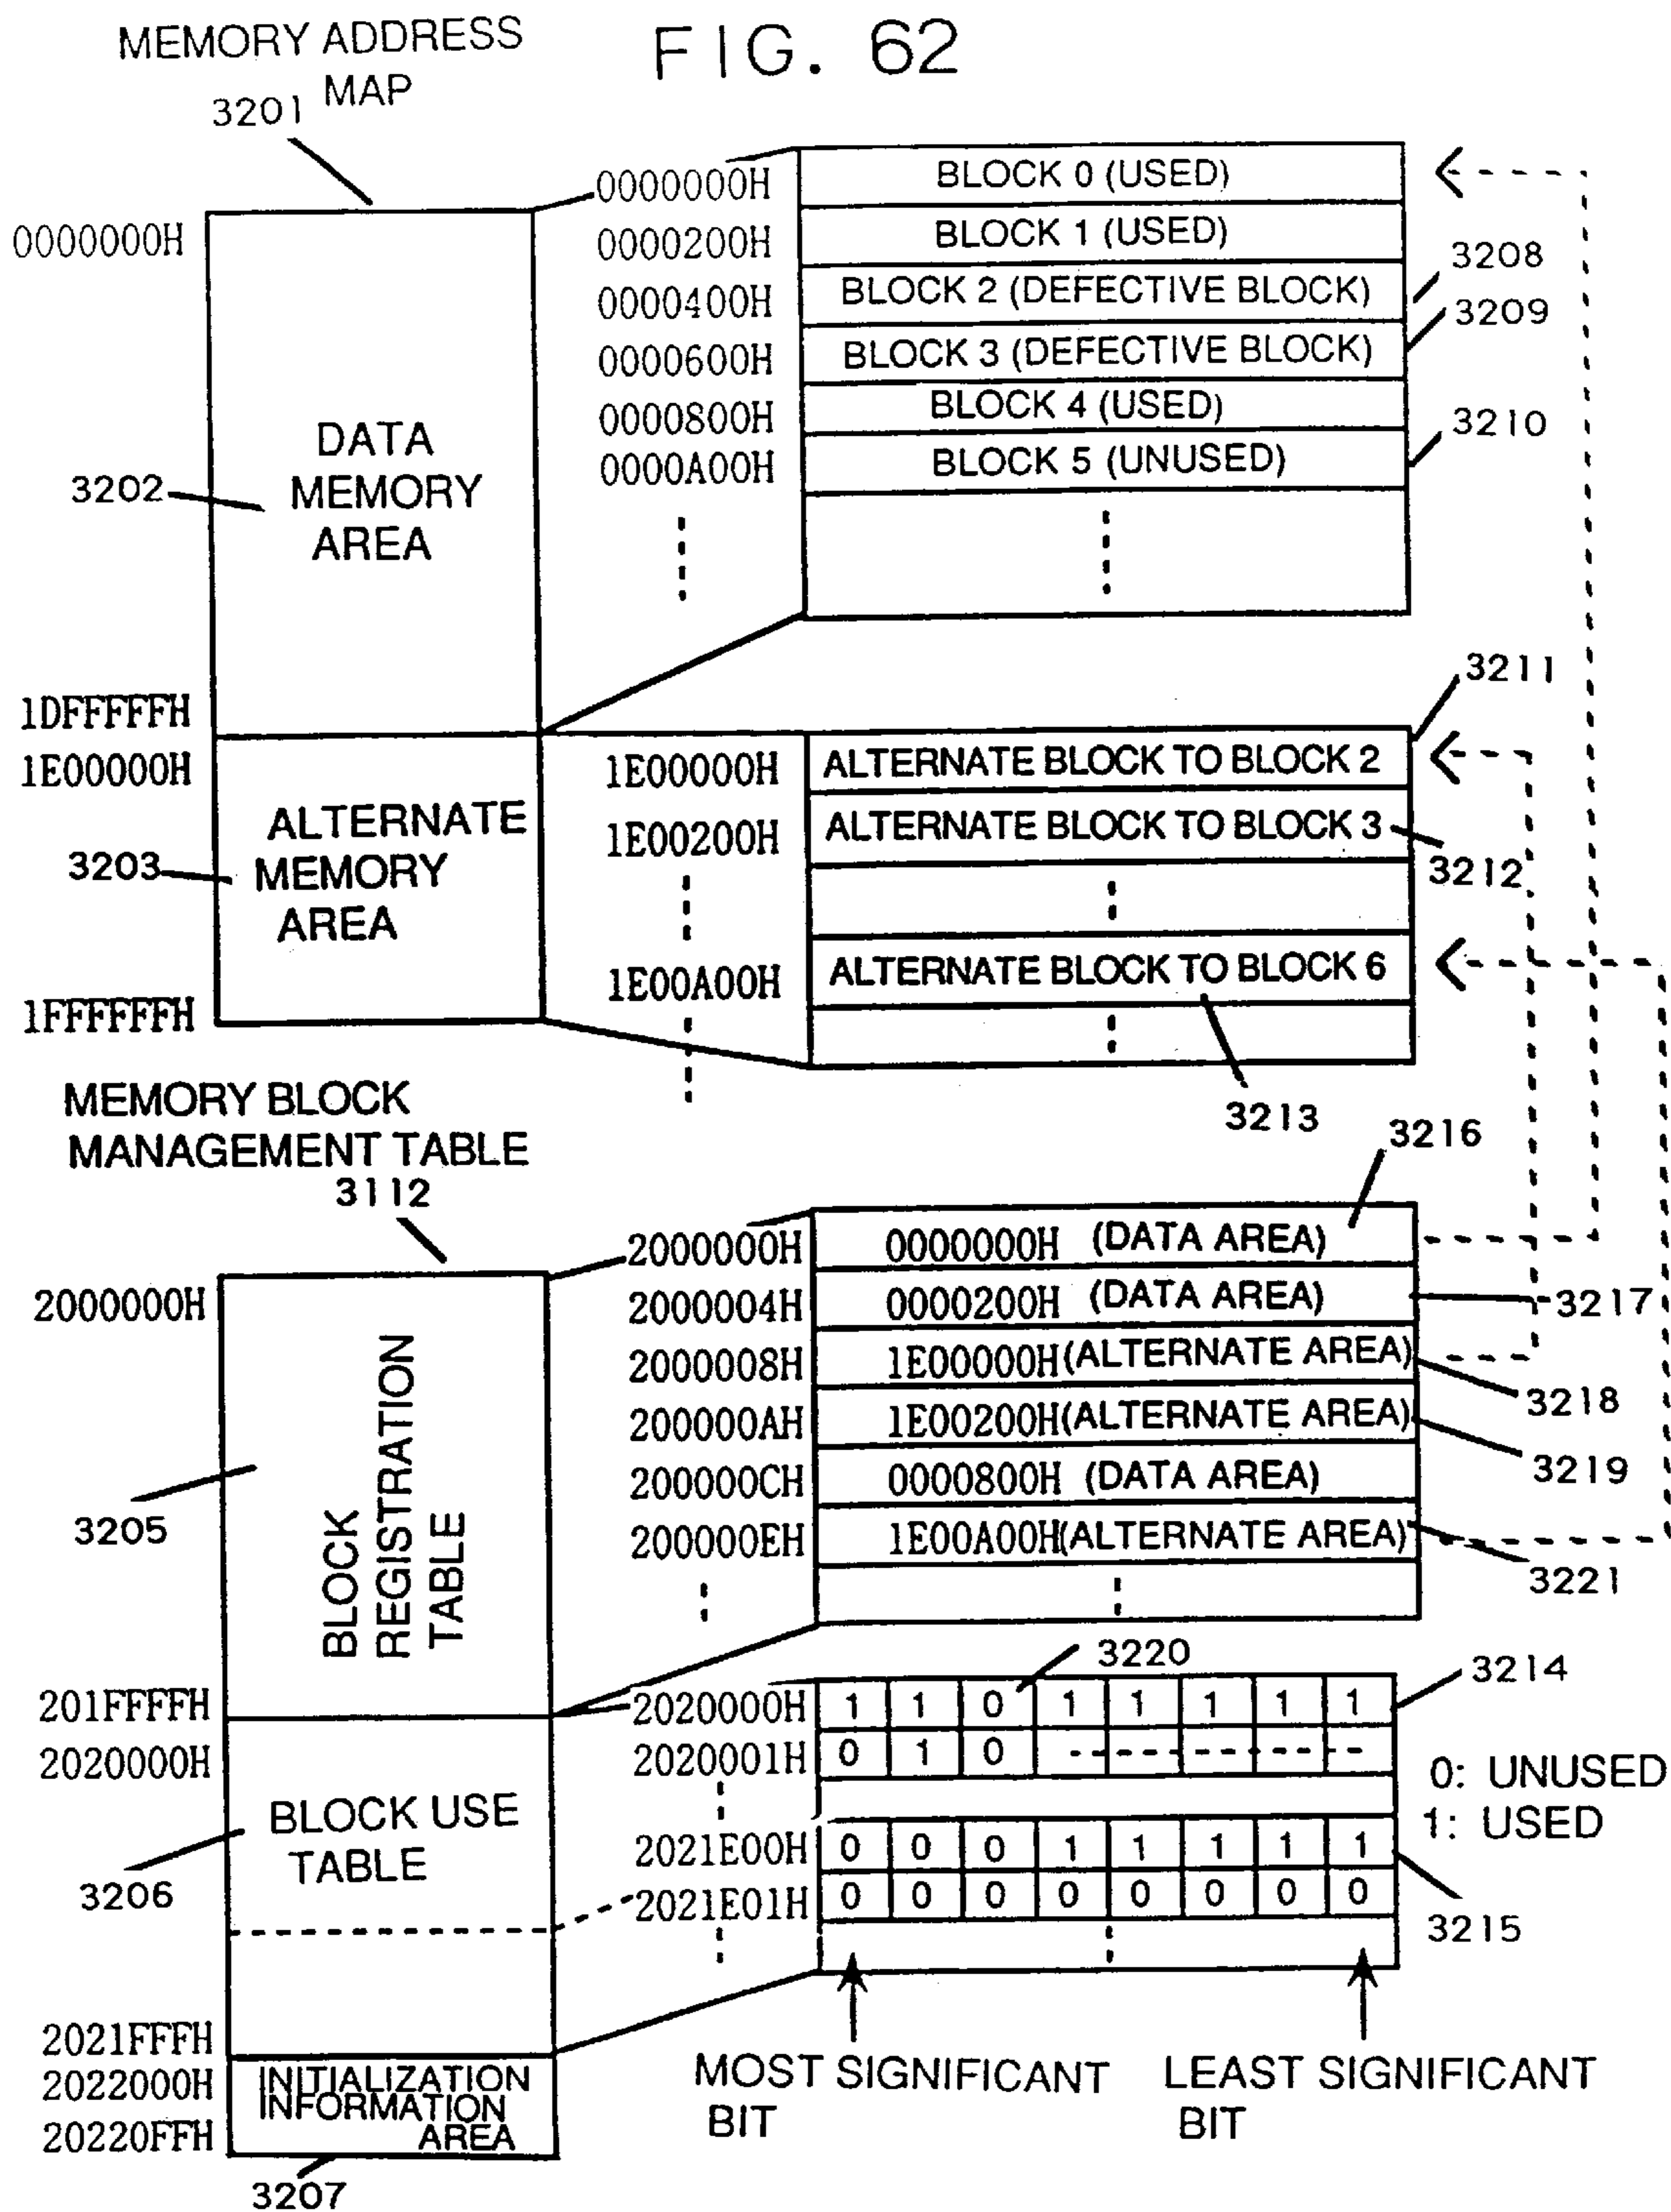 FIG. 62
MEMORY ADDRESS
MAP
3201
0000000H
DATA
MEMORY
AREA
3202
1DFFFFFH
1E00000H
ALTERNATE
MEMORY
AREA
3203
1FFFFFFH
0000000H BLOCK 0 (USED)
0000200H BLOCK 1 (USED)
0000400H BLOCK 2 (DEFECTIVE BLOCK) 3208
0000600H BLOCK 3 (DEFECTIVE BLOCK) 3209
0000800H BLOCK 4 (USED)
0000A00H BLOCK 5 (UNUSED) 3210
1E00000H ALTERNATE BLOCK TO BLOCK 2 3211
1E00200H ALTERNATE BLOCK TO BLOCK 3 3212
1E00A00H ALTERNATE BLOCK TO BLOCK 6
3213
MEMORY BLOCK
MANAGEMENT TABLE
3112
2000000H
BLOCK
REGISTRATION
TABLE
3205
201FFFFH
2020000H
BLOCK USE
TABLE
3206
2021FFFH
2022000H
INITIALIZATION
INFORMATION
AREA
20220FFH
3207
3216
2000000H 0000000H (DATA AREA)
2000004H 0000200H (DATA AREA) 3217
2000008H 1E00000H (ALTERNATE AREA) 3218
200000AH 1E00200H (ALTERNATE AREA) 3219
200000CH 0000800H (DATA AREA)
200000EH 1E00A00H (ALTERNATE AREA) 3221
3220
2020000H 1 1 0 1 1 1 1 1 3214
2020001H 0 1 0
2021E00H 0 0 0 1 1 1 1 1
2021E01H 0 0 0 0 0 0 0 0
3215
0: UNUSED
1: USED
MOST SIGNIFICANT
BIT
LEAST SIGNIFICANT
BIT